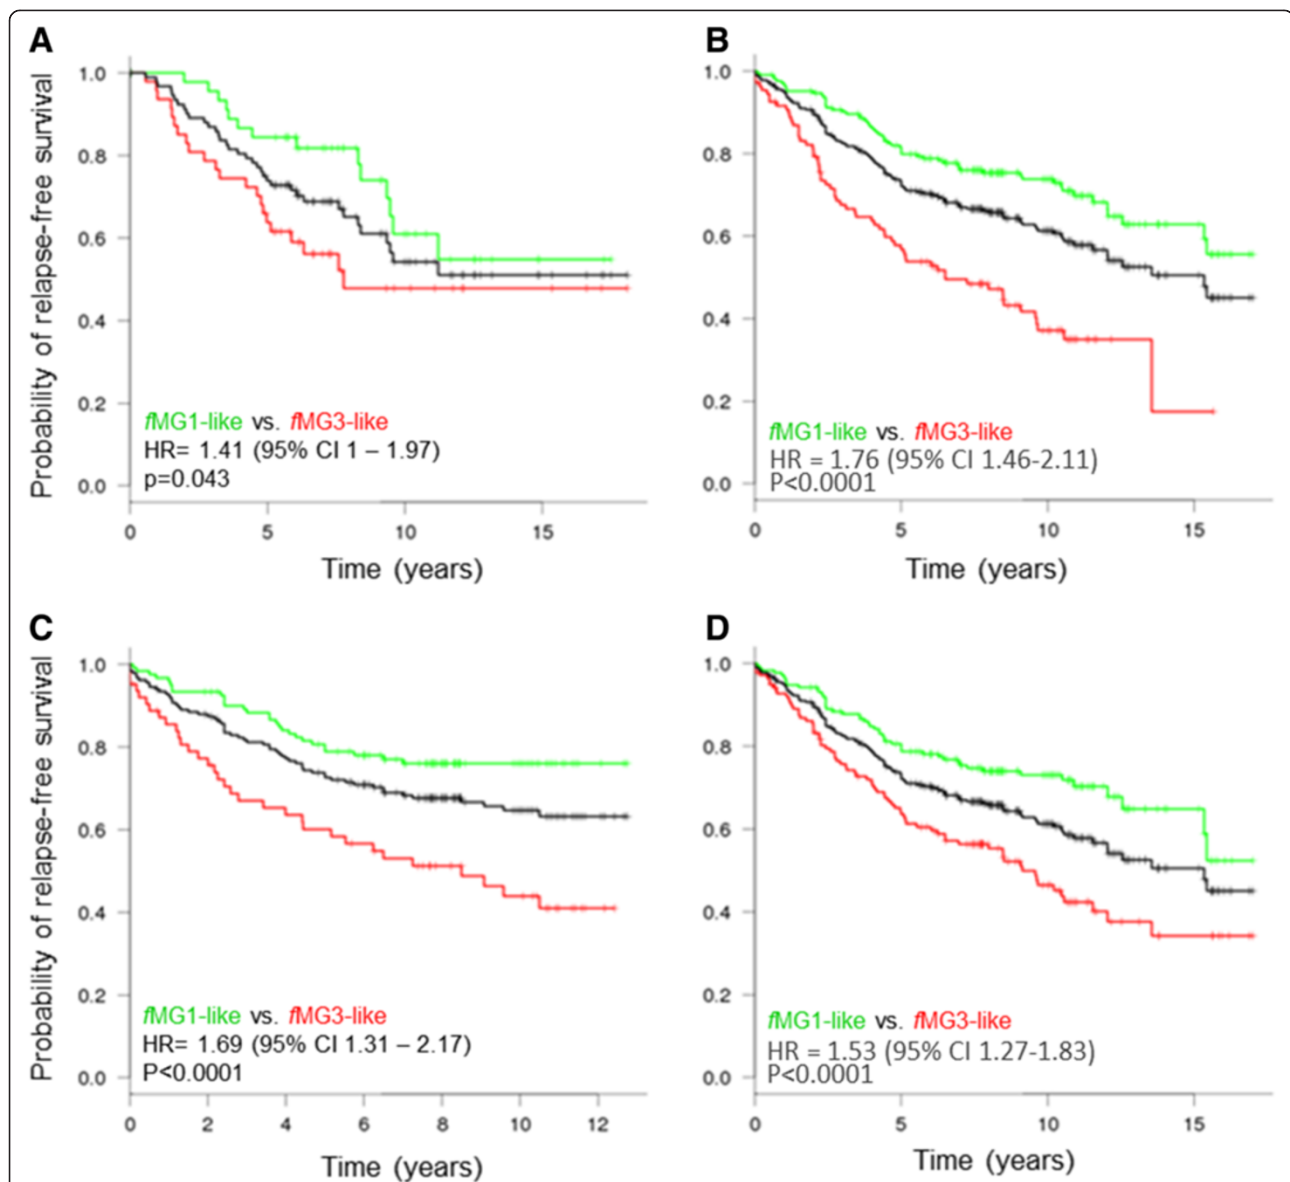 A
Probability of relapse-free survival
1.0
0.8
0.6
0.4
0.2
0.0
fMG1-like vs. fMG3-like
HR= 1.41 (95% CI 1 – 1.97)
p=0.043
0 5 10 15
Time (years)
B
1.0
0.8
0.6
0.4
0.2
0.0
fMG1-like vs. fMG3-like
HR = 1.76 (95% CI 1.46-2.11)
P<0.0001
0 5 10 15
Time (years)
C
Probability of relapse-free survival
1.0
0.8
0.6
0.4
0.2
0.0
fMG1-like vs. fMG3-like
HR= 1.69 (95% CI 1.31 – 2.17)
P<0.0001
0 2 4 6 8 10 12
Time (years)
D
1.0
0.8
0.6
0.4
0.2
0.0
fMG1-like vs. fMG3-like
HR = 1.53 (95% CI 1.27-1.83)
P<0.0001
0 5 10 15
Time (years)